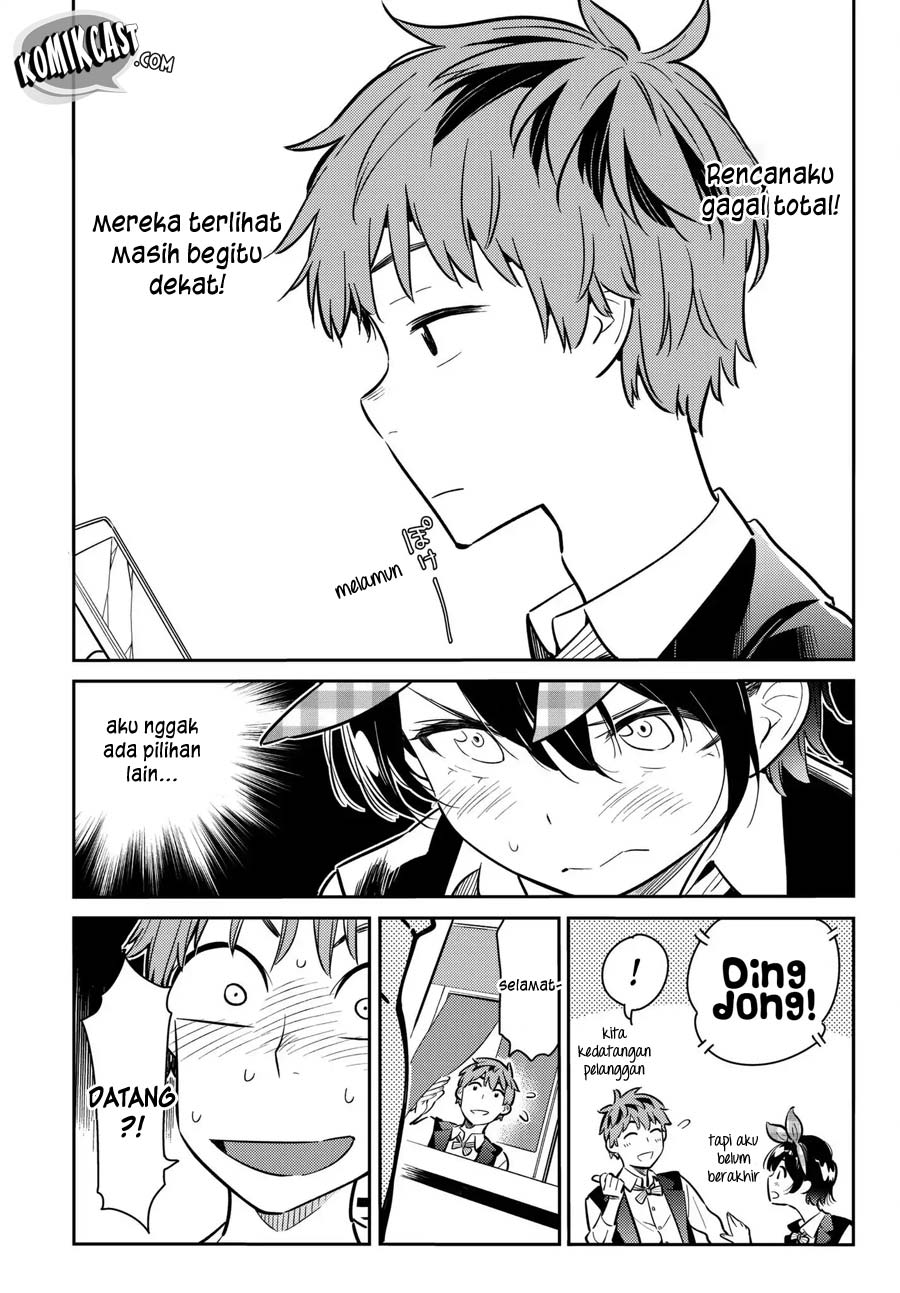 KOMIKCAST
.COM
Rencanaku
gagal total!
Mereka terlihat
masih begitu
dekat!
ぽけー
melamun
aku nggak
ada pilihan
lain...
Ding
dong!
!
kita
kedatangan
pelanggan
tapi aku
belum
berakhir
selamat-
DATANG
?!